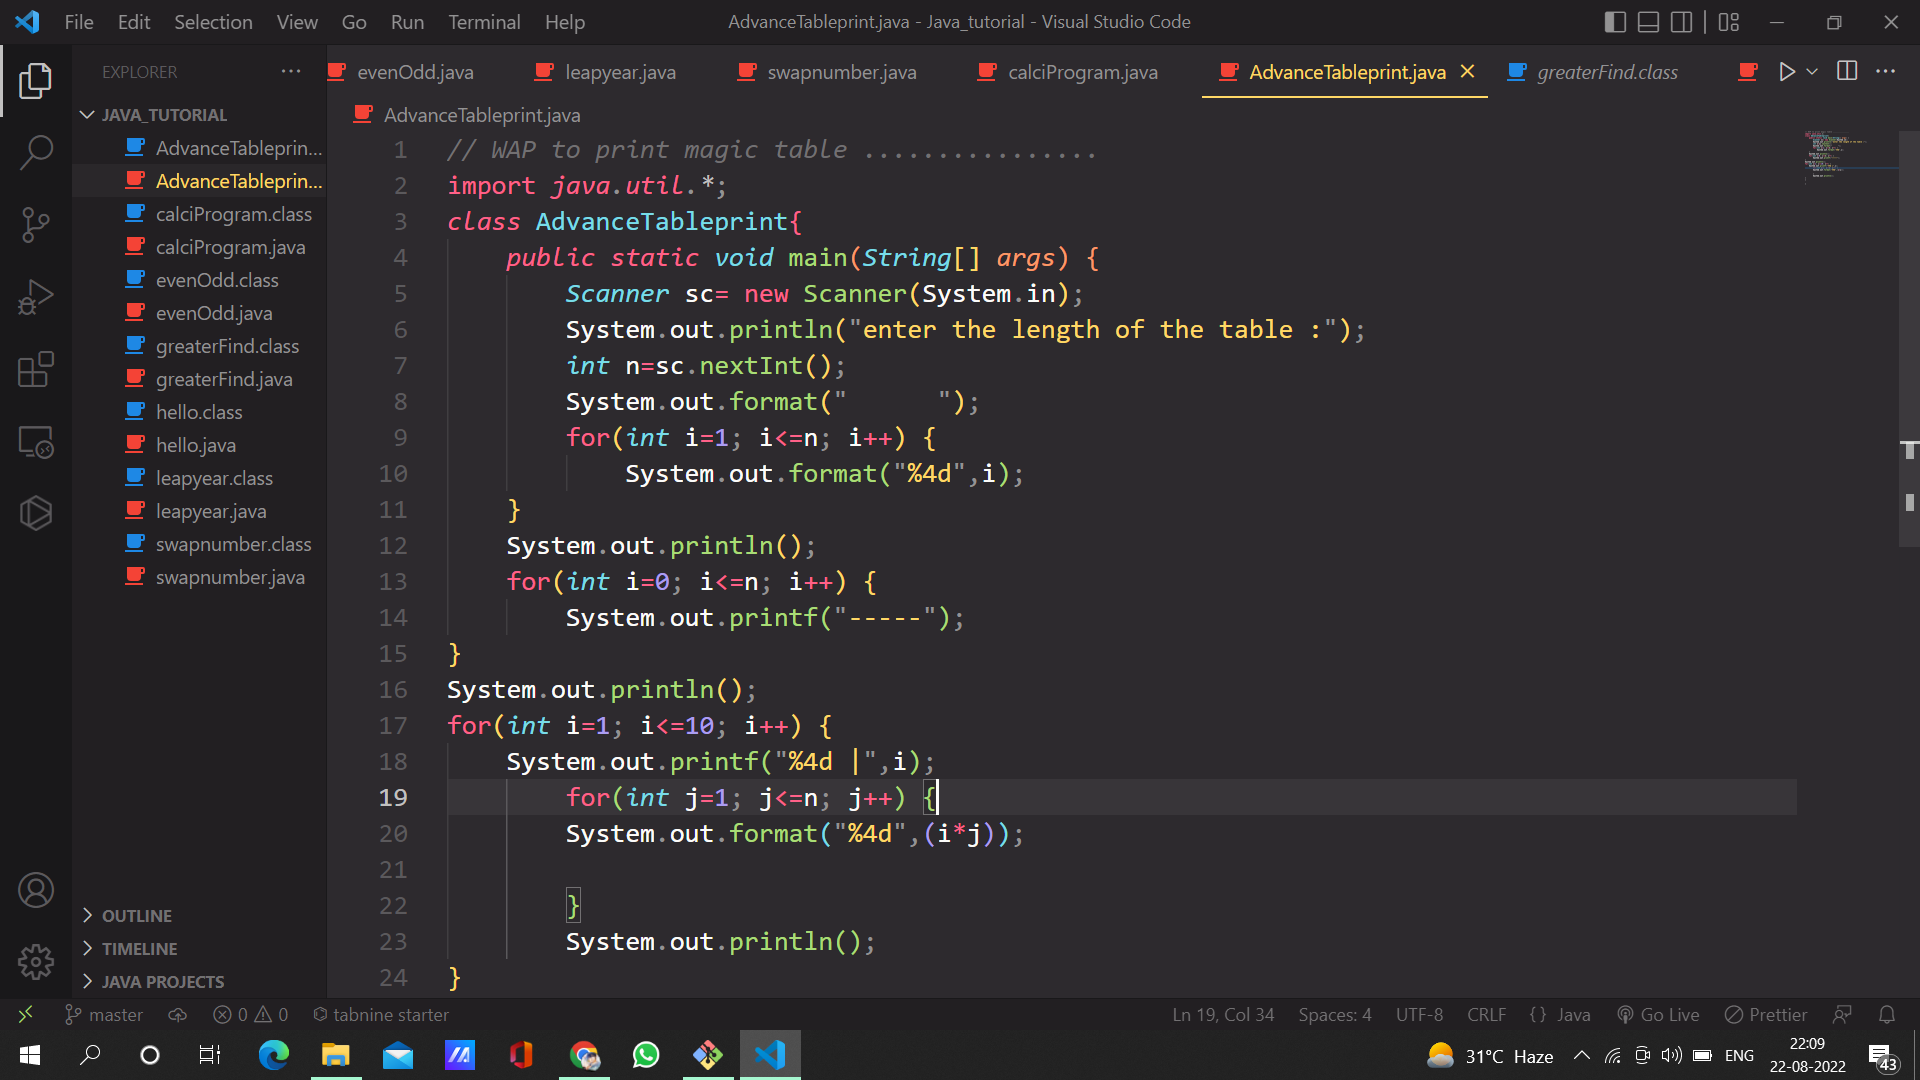 File Edit Selection View Go Run Terminal Help AdvanceTableprint.java - Java_tutorial - Visual Studio Code
EXPLORER
evenOdd.java leapyear.java swapnumber.java calciProgram.java AdvanceTableprint.java greaterFind.class
JAVA_TUTORIAL
AdvanceTableprin...
AdvanceTableprin...
calciProgram.class
calciProgram.java
evenOdd.class
evenOdd.java
greaterFind.class
greaterFind.java
hello.class
hello.java
leapyear.class
leapyear.java
swapnumber.class
swapnumber.java
OUTLINE
TIMELINE
JAVA PROJECTS
AdvanceTableprint.java
1 // WAP to print magic table ................
2 import java.util.*;
3 class AdvanceTableprint{
4 public static void main(String[] args) {
5 Scanner sc= new Scanner(System.in);
6 System.out.println("enter the length of the table :");
7 int n=sc.nextInt();
8 System.out.format("      ");
9 for(int i=1; i<=n; i++) {
10 System.out.format("%4d",i);
11 }
12 System.out.println();
13 for(int i=0; i<=n; i++) {
14 System.out.printf("-----");
15 }
16 System.out.println();
17 for(int i=1; i<=10; i++) {
18 System.out.printf("%4d |",i);
19 for(int j=1; j<=n; j++) {
20 System.out.format("%4d",(i*j));
21
22 }
23 System.out.println();
24 }
master 0 0 tabnine starter Ln 19, Col 34 Spaces: 4 UTF-8 CRLF {} Java Go Live Prettier
31°C Haze ENG 22:09
22-08-2022 43